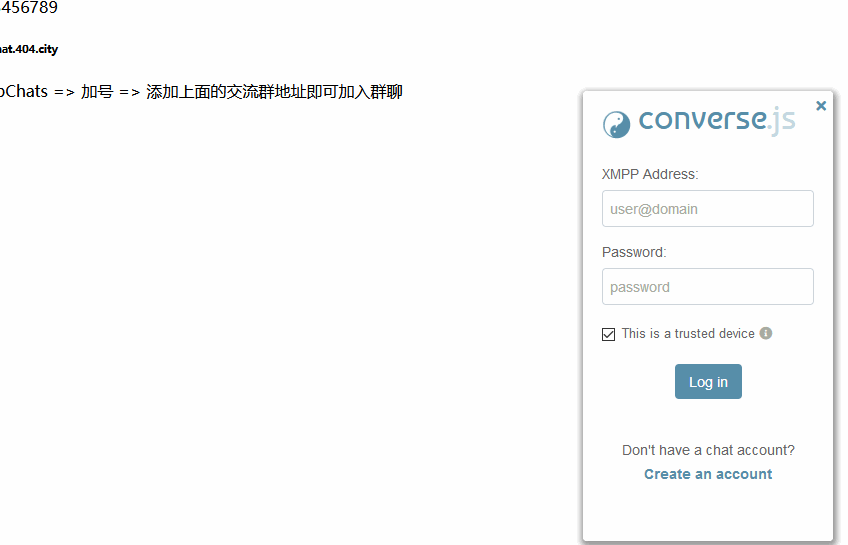 456789
at.404.city
Chats => 加号 => 添加上面的交流群地址即可加入群聊
converse.js
XMPP Address:
user@domain
Password:
password
This is a trusted device
Log in
Don't have a chat account?
Create an account